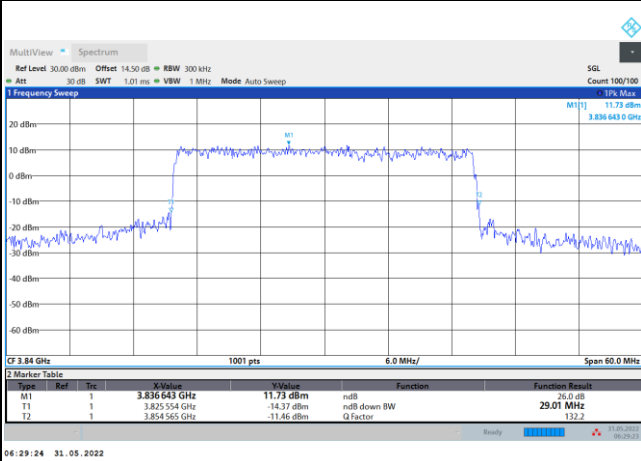 MultiView Spectrum
Ref Level 30.00 dBm Offset 14.50 dB RBW 300 kHz SGL
Att 30 dB SWT 1.01 ms VBW 1 MHz Mode Auto Sweep Count 100/100
1 Frequency Sweep 1Pk Max
M1[1] 11.73 dBm
3.836 643 0 GHz
20 dBm
M1
10 dBm
0 dBm
-10 dBm
T1 T2
-20 dBm
-30 dBm
-40 dBm
-50 dBm
-60 dBm
CF 3.84 GHz 1001 pts 6.0 MHz/ Span 60.0 MHz
2 Marker Table
Type Ref Trc X-Value Y-Value Function Function Result
M1 1 3.836 643 GHz 11.73 dBm ndB 26.0 dB
T1 1 3.825 554 GHz -14.37 dBm ndB down BW 29.01 MHz
T2 1 3.854 565 GHz -11.46 dBm Q Factor 132.2
Ready 31.05.2022
06:29:23
06:29:24 31.05.2022